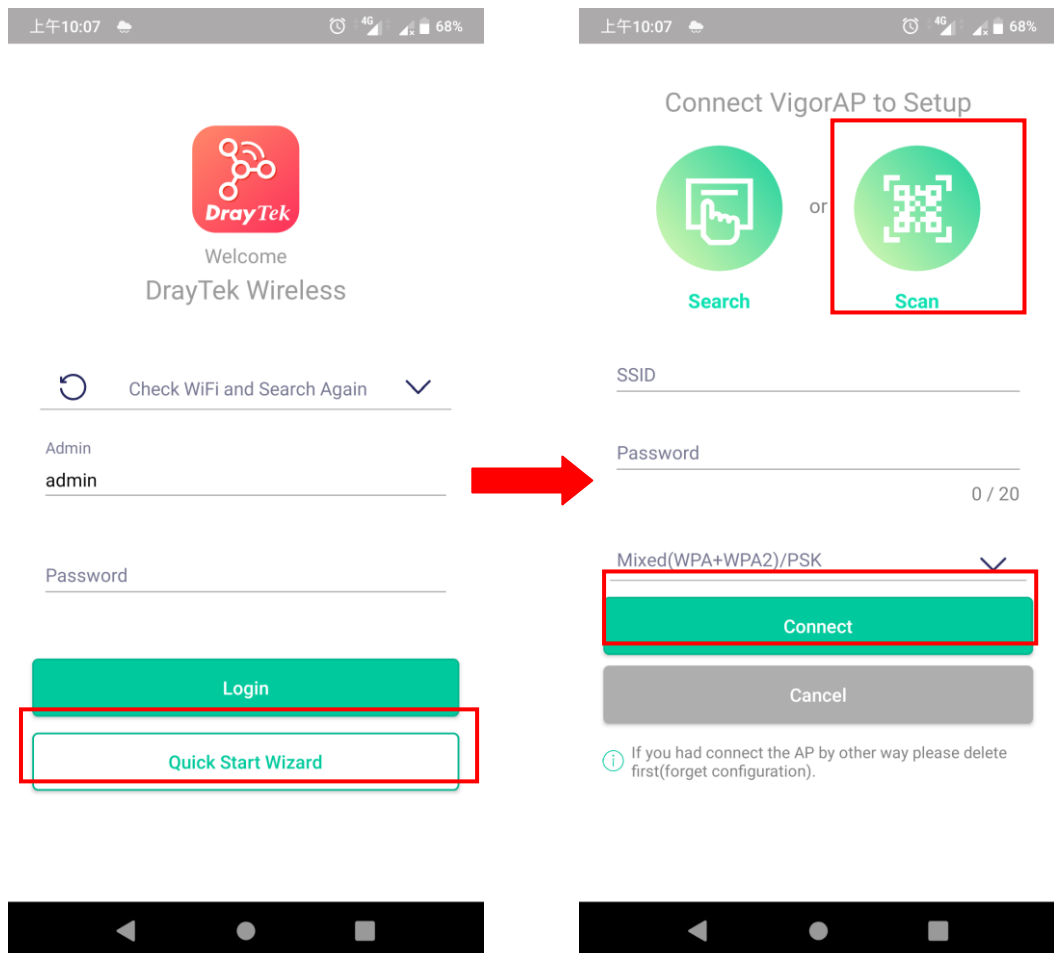 上午10:07
4G
68%
DrayTek
Welcome
DrayTek Wireless
Check WiFi and Search Again
Admin
admin
Password
Login
Quick Start Wizard
上午10:07
4G
68%
Connect VigorAP to Setup
or
Search
Scan
SSID
Password
0 / 20
Mixed(WPA+WPA2)/PSK
Connect
Cancel
If you had connect the AP by other way please delete
first(forget configuration).